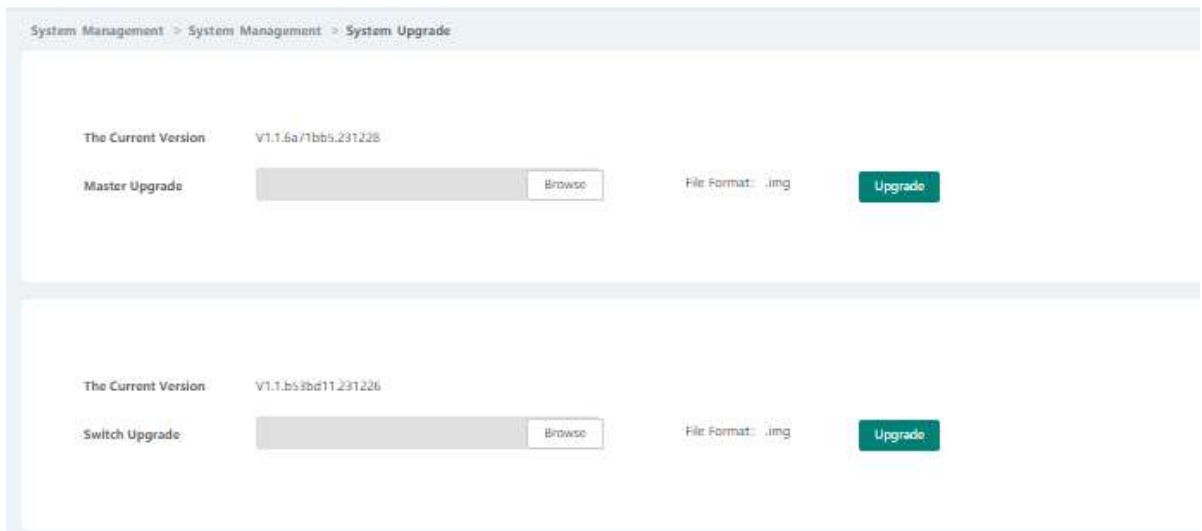 System Management > System Management > System Upgrade
The Current Version V1.1.6a71bb5.231228
Master Upgrade Browse File Format: .img Upgrade
The Current Version V1.1.b53bd11.231226
Switch Upgrade Browse File Format: .img Upgrade